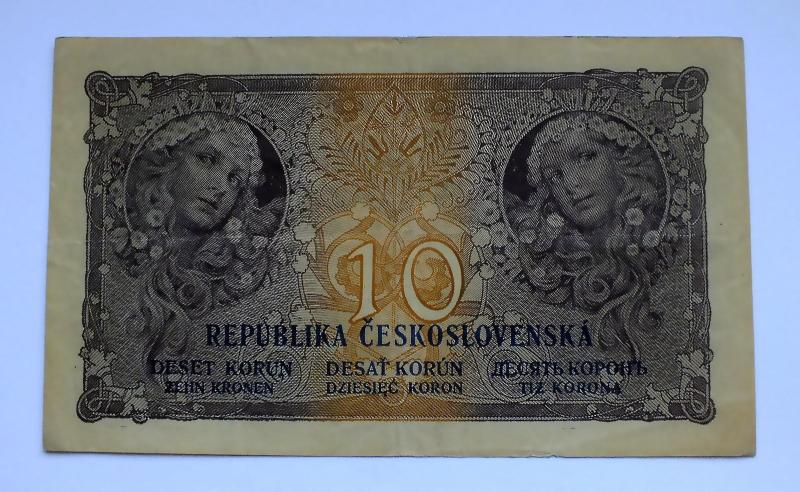 10
REPUBLIKA ČESKOSLOVENSKÁ
DESET KORUN DESAŤ KORÚN ДЕСЯТЬ КОРОНЪ
ZEHN KRONEN DZIESIĘĆ KORON TIZ KORONA